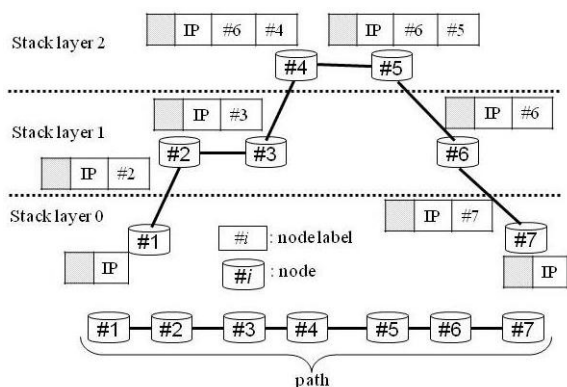 IP #6 #4
IP #6 #5
Stack layer 2
#4
#5
IP #3
IP #6
Stack layer 1
#2
#3
#6
IP #2
IP #7
Stack layer 0
#1
#i : node label
#7
IP
#i : node
IP
#1 #2 #3 #4 #5 #6 #7
path